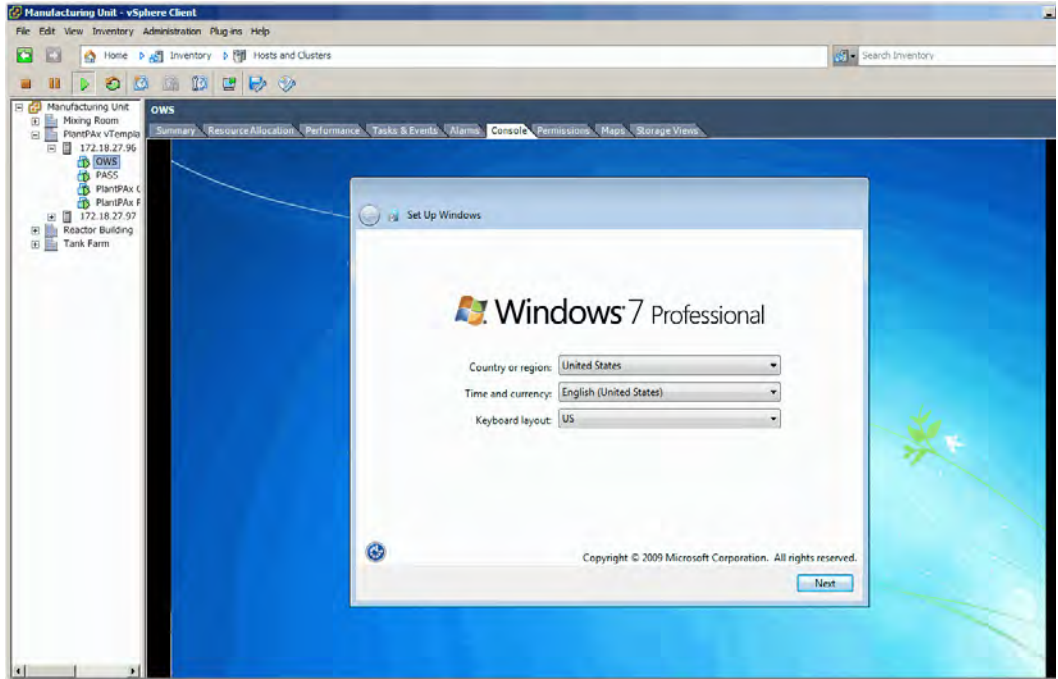 Manufacturing Unit - vSphere Client
File Edit View Inventory Administration Plug-ins Help
Home Inventory Hosts and Clusters
Search Inventory
Manufacturing Unit
Mixing Room
PlantPAx vTempla
172.18.27.96
OWS
PASS
PlantPAx C
PlantPAx F
172.18.27.97
Reactor Building
Tank Farm
OWS
Summary Resource Allocation Performance Tasks & Events Alarms Console Permissions Maps Storage Views
Set Up Windows
Windows 7 Professional
Country or region: United States
Time and currency: English (United States)
Keyboard layout: US
Copyright © 2009 Microsoft Corporation. All rights reserved.
Next